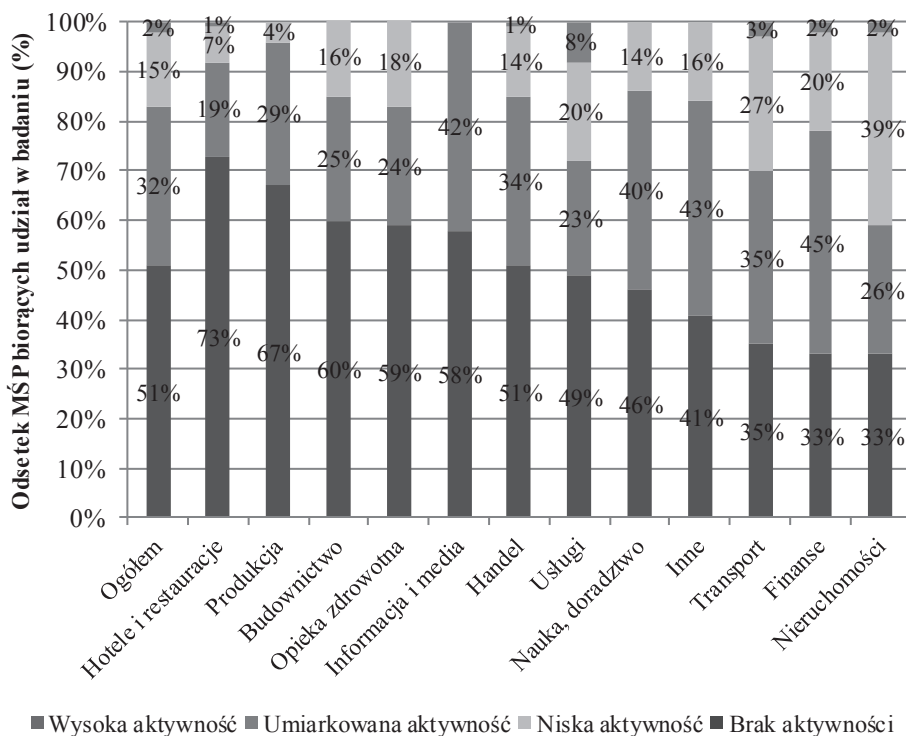 Odsetek MŚP biorących udział w badaniu (%)
100%
90%
80%
70%
60%
50%
40%
30%
20%
10%
0%
2% 1% 4% 16% 18% 42% 1% 8% 14% 16% 3% 2% 2%
15% 7% 29% 25% 24% 58% 14% 20% 40% 43% 27% 20% 39%
32% 19% 67% 60% 59% 34% 23% 46% 41% 35% 45% 26%
51% 73% 51% 49% 35% 33% 33%
Ogółem
Hotele i restauracje
Produkcja
Budownictwo
Opieka zdrowotna
Informacja i media
Handel
Usługi
Nauka, doradztwo
Inne
Transport
Finanse
Nieruchomości
Wysoka aktywność Umiarkowana aktywność Niska aktywność Brak aktywności